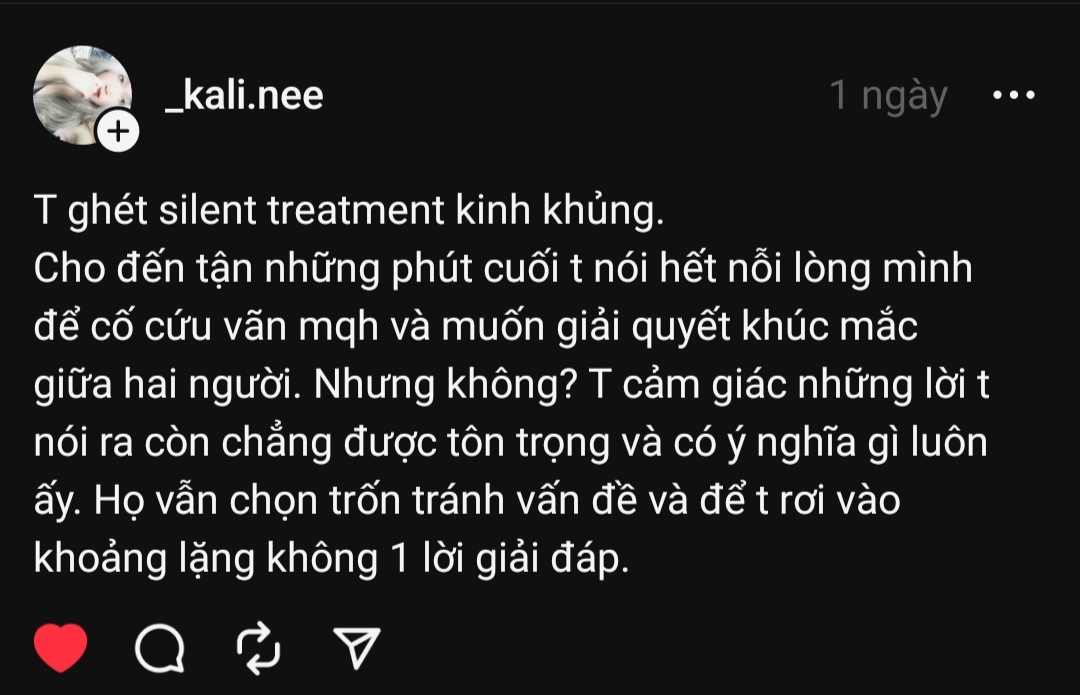 _kali.nee
1 ngày
T ghét silent treatment kinh khủng.
Cho đến tận những phút cuối t nói hết nỗi lòng mình
để cố cứu vãn mqh và muốn giải quyết khúc mắc
giữa hai người. Nhưng không? T cảm giác những lời t
nói ra còn chẳng được tôn trọng và có ý nghĩa gì luôn
ấy. Họ vẫn chọn trốn tránh vấn đề và để t rơi vào
khoảng lặng không 1 lời giải đáp.